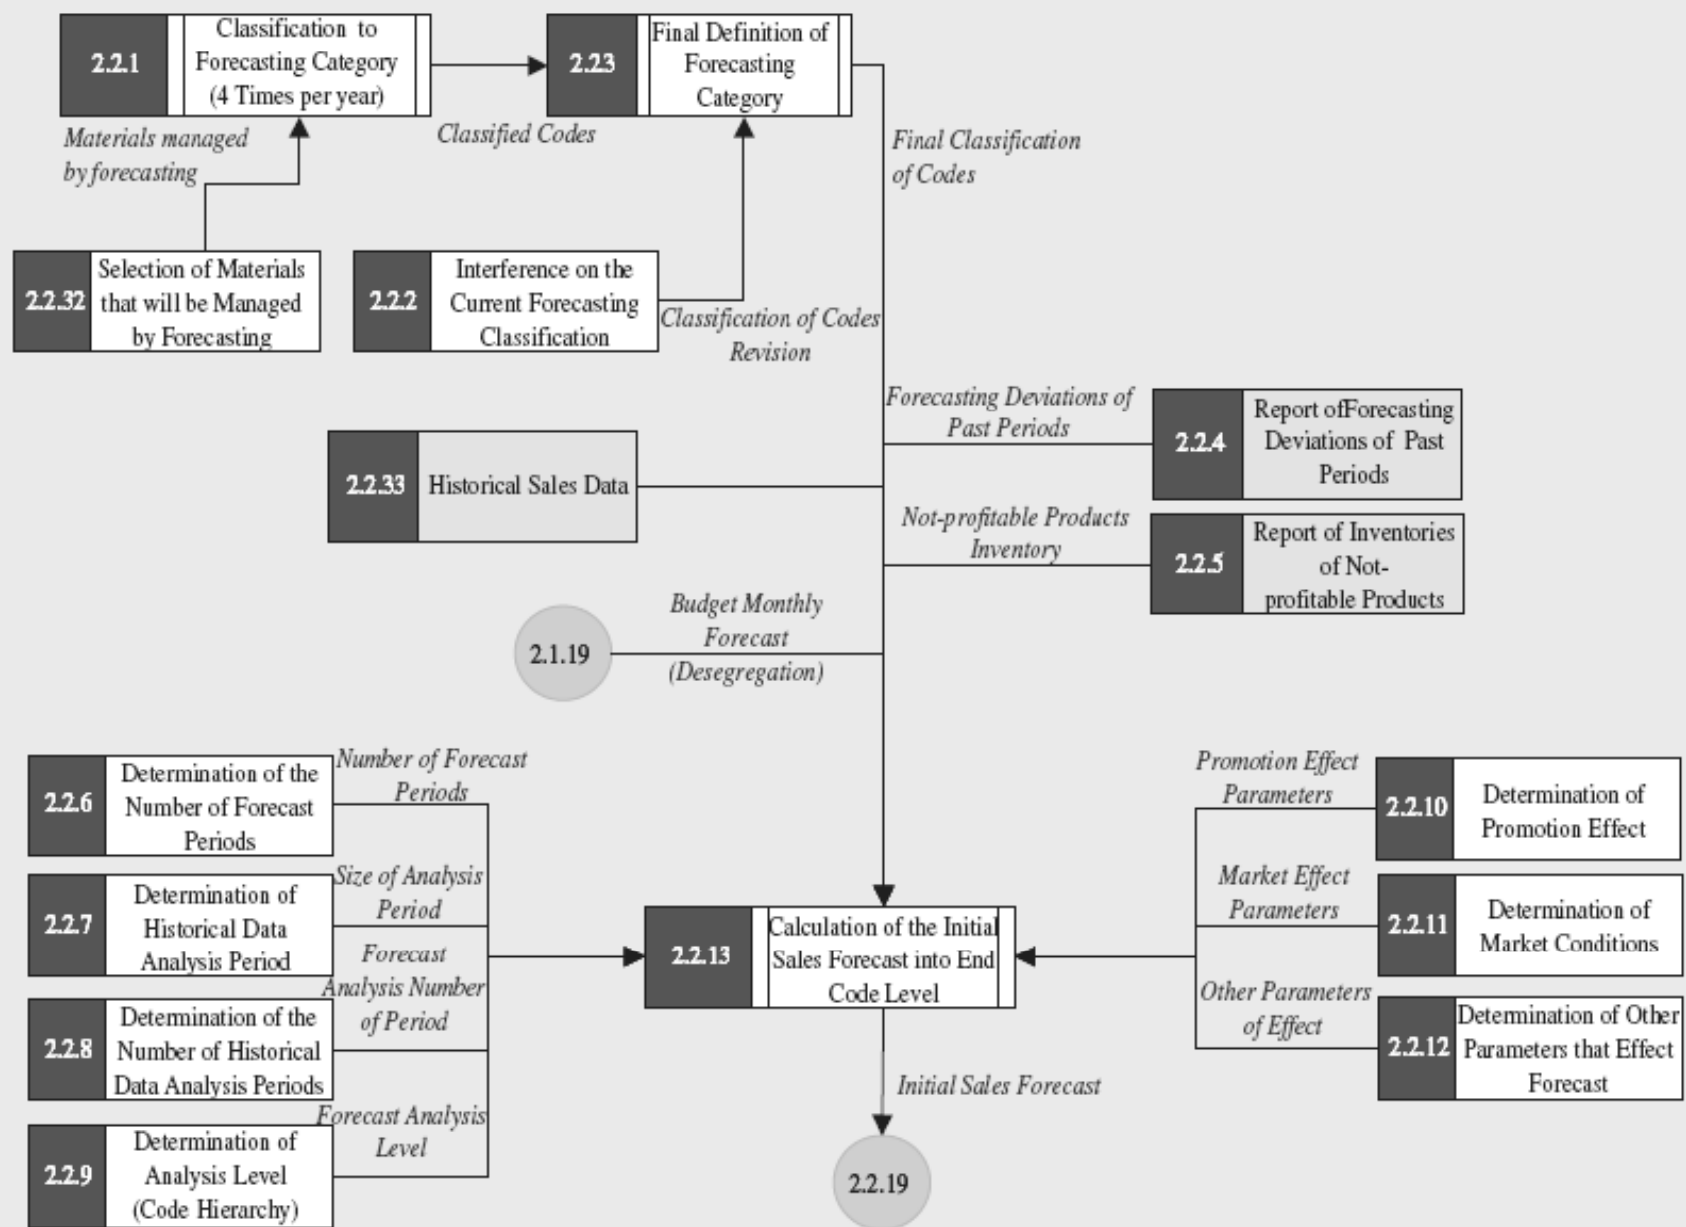 2.2.1
Classification to
Forecasting Category
(4 Times per year)
2.2.3
Final Definition of
Forecasting
Category
Materials managed
by forecasting
Classified Codes
Final Classification
of Codes
2.2.32
Selection of Materials
that will be Managed
by Forecasting
2.2.2
Interference on the
Current Forecasting
Classification
Classification of Codes
Revision
Forecasting Deviations of
Past Periods
2.2.4
Report ofForecasting
Deviations of Past
Periods
2.2.33
Historical Sales Data
Not-profitable Products
Inventory
2.2.5
Report of Inventories
of Not-
profitable Products
2.1.19
Budget Monthly
Forecast
(Desegregation)
2.2.6
Determination of the
Number of Forecast
Periods
Number of Forecast
Periods
2.2.7
Determination of
Historical Data
Analysis Period
Size of Analysis
Period
2.2.8
Determination of the
Number of Historical
Data Analysis Periods
Forecast
Analysis Number
of Period
2.2.9
Determination of
Analysis Level
(Code Hierarchy)
Forecast Analysis
Level
2.2.13
Calculation of the Initial
Sales Forecast into End
Code Level
Promotion Effect
Parameters
2.2.10
Determination of
Promotion Effect
Market Effect
Parameters
2.2.11
Determination of
Market Conditions
Other Parameters
of Effect
2.2.12
Determination of Other
Parameters that Effect
Forecast
Initial Sales Forecast
2.2.19